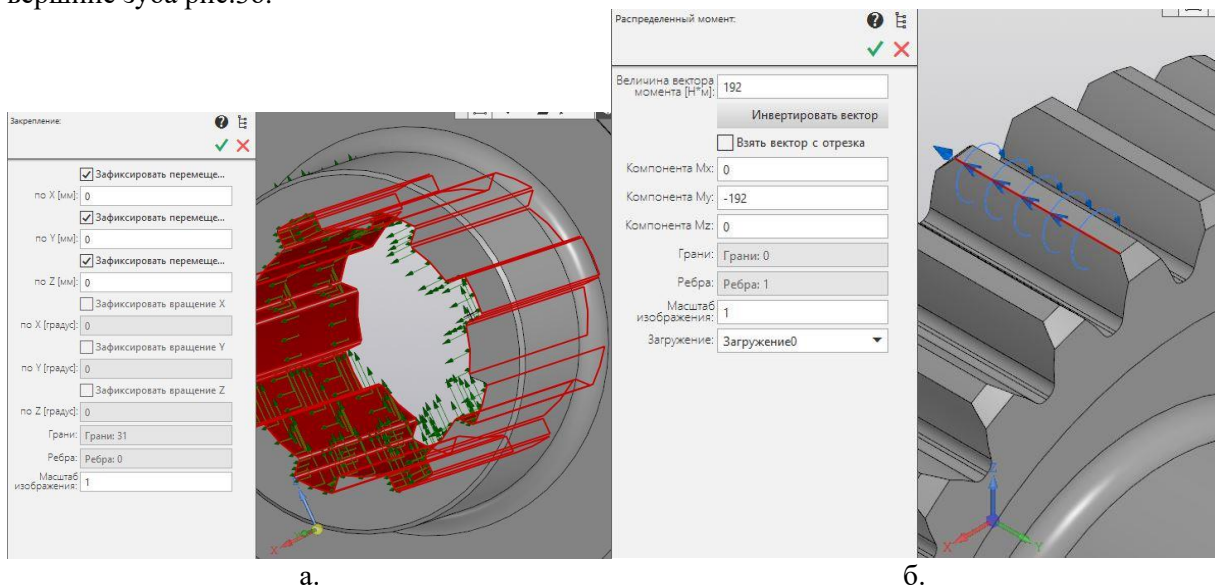 вершине зуба рис.3б.
Закрепление:
Зафиксировать перемеще...
по X [мм]: 0
Зафиксировать перемеще...
по Y [мм]: 0
Зафиксировать перемеще...
по Z [мм]: 0
Зафиксировать вращение X
по X [градус]: 0
Зафиксировать вращение Y
по Y [градус]: 0
Зафиксировать вращение Z
по Z [градус]: 0
Грани: Грани: 31
Ребра: Ребра: 0
Масштаб
изображения: 1
X
Распределенный момент:
Величина вектора
момента [Н*м]: 192
Инвертировать вектор
Взять вектор с отрезка
Компонента Mx: 0
Компонента My: -192
Компонента Mz: 0
Грани: Грани: 0
Ребра: Ребра: 1
Масштаб
изображения: 1
Загружение: Загружение0
Z
X
Y
а.
б.